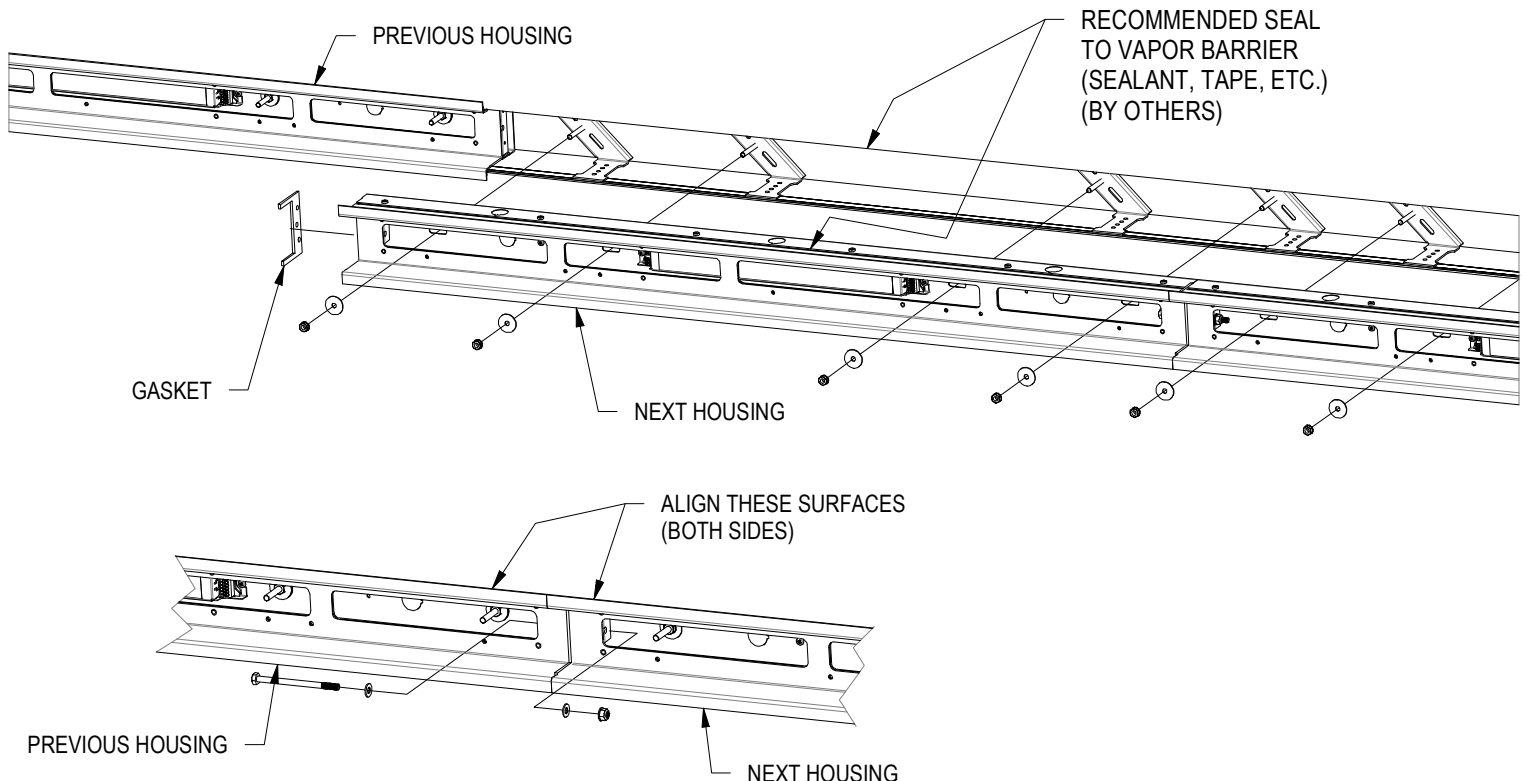 PREVIOUS HOUSING
RECOMMENDED SEAL
TO VAPOR BARRIER
(SEALANT, TAPE, ETC.)
(BY OTHERS)
GASKET
NEXT HOUSING
ALIGN THESE SURFACES
(BOTH SIDES)
PREVIOUS HOUSING
NEXT HOUSING